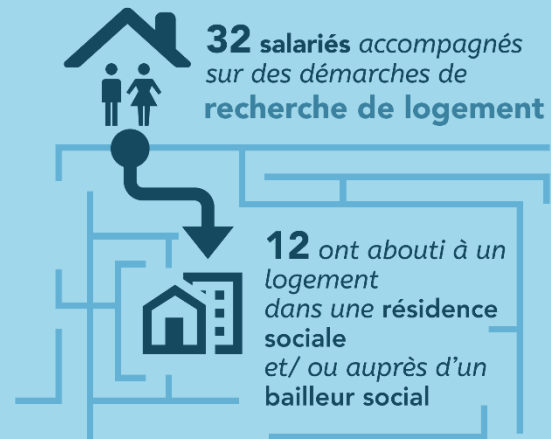 32 salariés accompagnés
sur des démarches de
recherche de logement
12 ont abouti à un
logement
dans une résidence
sociale
et/ ou auprès d'un
bailleur social